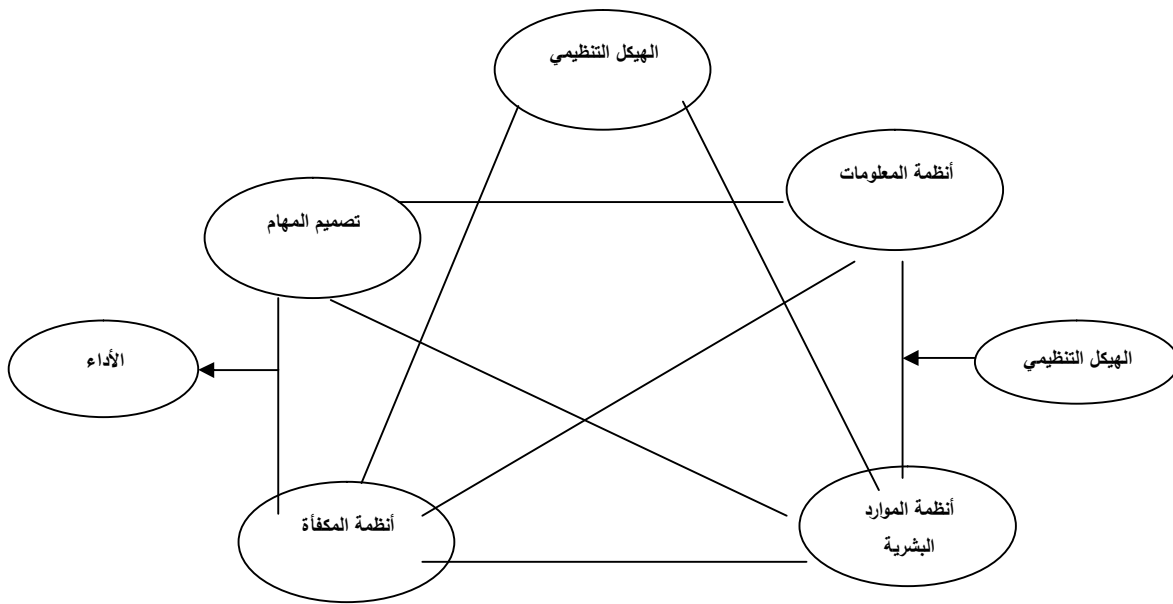 الهيكل التنظيمي
أنظمة المعلومات
تصميم المهام
الهيكل التنظيمي
الأداء
أنظمة الموارد
البشرية
أنظمة المكفأة